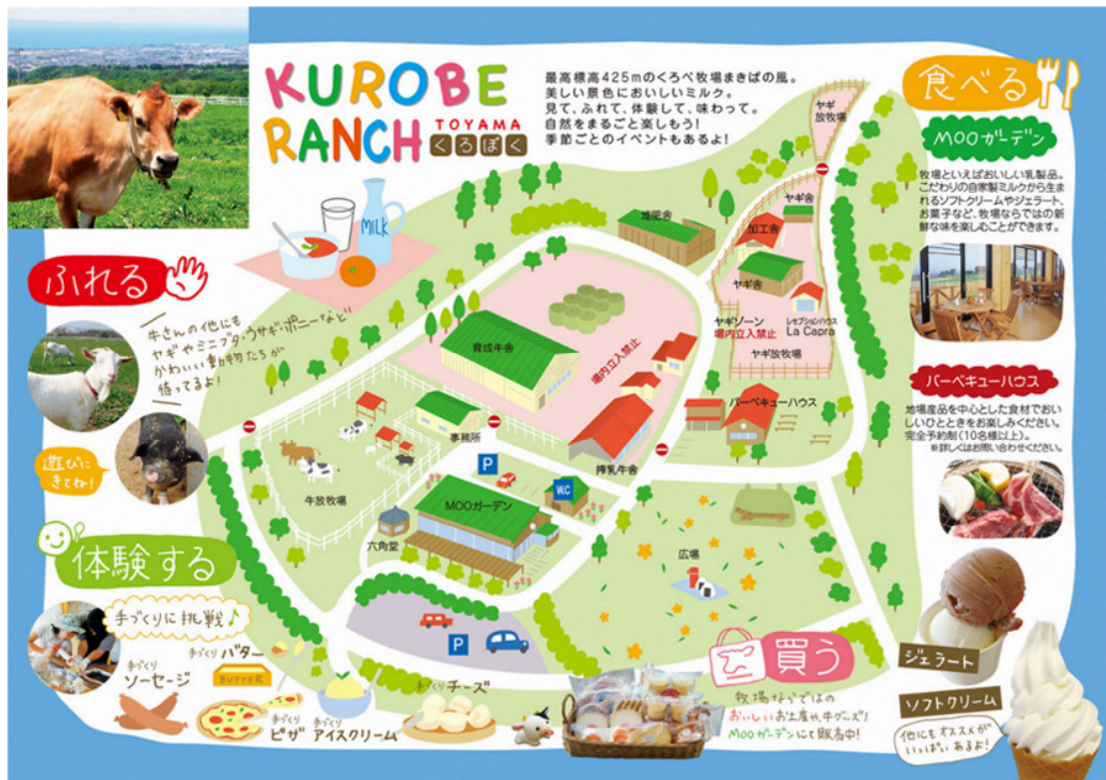 KUROBE
RANCH
TOYAMA
くろぼく
最高標高425mのくろべ牧場まきばの風。
美しい景色においしいミルク。
見て、ふれて、体験して、味わって。
自然をまるごと楽しもう!
季節ごとのイベントもあるよ!
MILK
食べる
MOOガーデン
牧場といえばおいしい乳製品。
こだわりの自家製ミルクから生ま
れるソフトクリームやジェラート、
お菓子など、牧場ならではの新
鮮な味を楽しむことができます。
バーベキューハウス
地場産品を中心とした食材でおい
しいひとときをお楽しみください。
完全予約制(10名様以上)。
※詳しくはお問い合わせください。
ジェラート
ソフトクリーム
他にもオススメが
いっぱいあるよ!
ふれる
牛さんの他にも
ヤギやミニブタ・ウサギ・ポニーなど
かわいい動物たちが
待ってるよ!
遊びに
きてね!
体験する
手づくりに挑戦♪
手づくり
ソーセージ
手づくり
バター
BUTTER
手づくり
ピザ
手づくり
アイスクリーム
手づくり
チーズ
買う
牧場ならではの
おいしいお土産や、牛グッズ!
MOOガーデンにて販売中!
ヤギ
放牧場
堆肥舎
ヤギ舎
加工舎
ヤギ舎
ヤギゾーン
場内立入禁止
レセプションハウス
La Capra
ヤギ放牧場
育成牛舎
場内立入禁止
バーベキューハウス
搾乳牛舎
事務所
牛放牧場
P
W.C
MOOガーデン
六角堂
広場
P